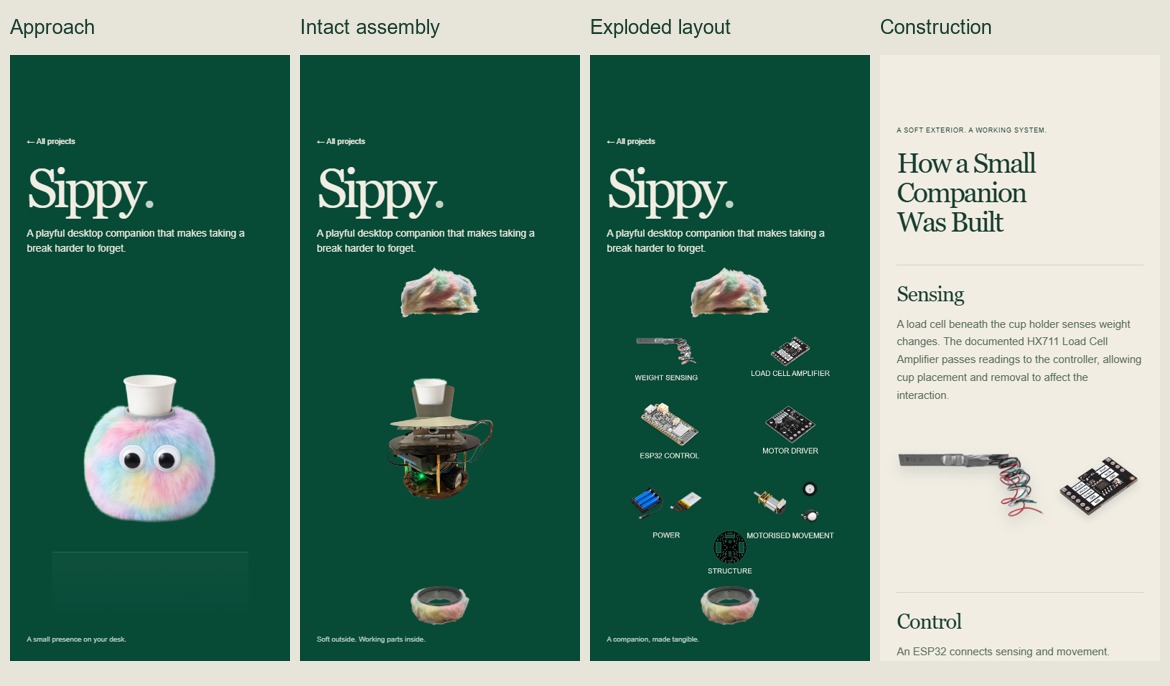 Approach
Intact assembly
Exploded layout
Construction
← All projects
Sippy.
A playful desktop companion that makes taking a
break harder to forget.
A small presence on your desk.
← All projects
Sippy.
A playful desktop companion that makes taking a
break harder to forget.
Soft outside. Working parts inside.
← All projects
Sippy.
A playful desktop companion that makes taking a
break harder to forget.
WEIGHT SENSING
LOAD CELL AMPLIFIER
ESP32 CONTROL
MOTOR DRIVER
POWER
MOTORISED MOVEMENT
STRUCTURE
A companion, made tangible.
A SOFT EXTERIOR. A WORKING SYSTEM.
How a Small
Companion
Was Built
Sensing
A load cell beneath the cup holder senses weight
changes. The documented HX711 Load Cell
Amplifier passes readings to the controller, allowing
cup placement and removal to affect the
interaction.
Control
An ESP32 connects sensing and movement.